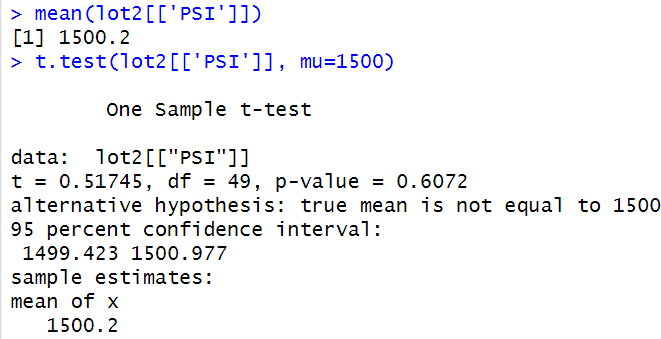 > mean(lot2[['PSI']])
[1] 1500.2
> t.test(lot2[['PSI']], mu=1500)
One Sample t-test
data:  lot2[["PSI"]]
t = 0.51745, df = 49, p-value = 0.6072
alternative hypothesis: true mean is not equal to 1500
95 percent confidence interval:
1499.423 1500.977
sample estimates:
mean of x
1500.2